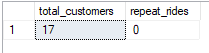 total_customers repeat_rides
1 17 0